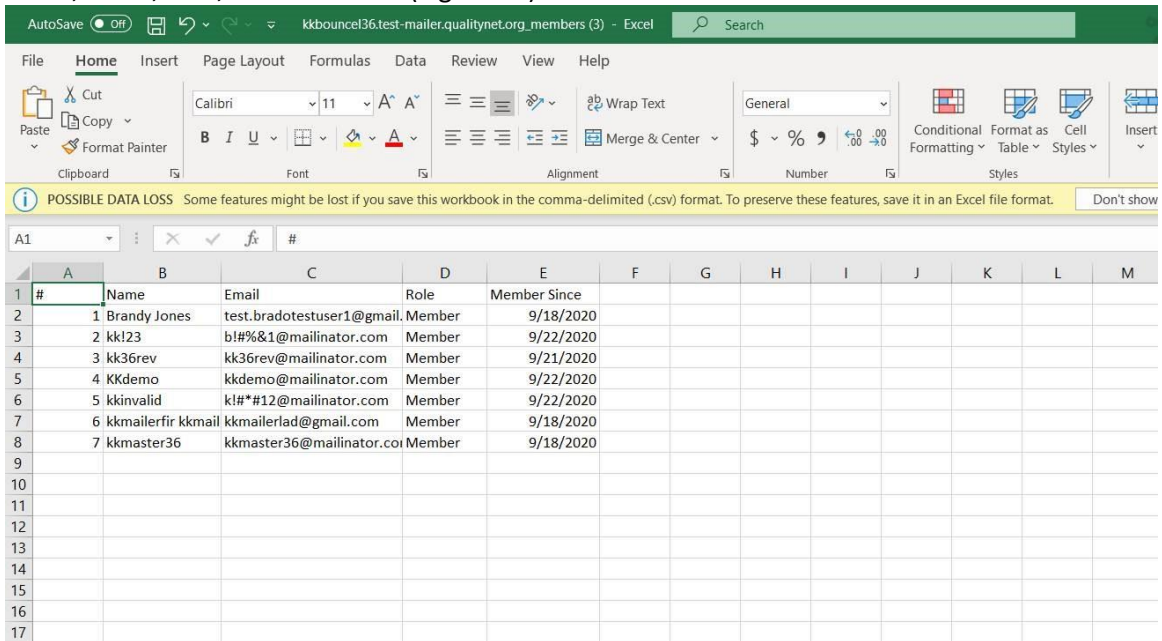 AutoSave Off kkbouncel36.test-mailer.qualitynet.org_members (3) - Excel Search
File Home Insert Page Layout Formulas Data Review View Help
Cut
Copy
Format Painter
Paste
Calibri 11 A^ A˅
B I U A
Wrap Text
Merge & Center
General
$ % 9 .00 .00
Conditional Formatting
Format as Table
Cell Styles
Insert
Clipboard Font Alignment Number Styles
POSSIBLE DATA LOSS Some features might be lost if you save this workbook in the comma-delimited (.csv) format. To preserve these features, save it in an Excel file format. Don't show
A1 fx #
A B C D E F G H I J K L M
1 # Name Email Role Member Since
2 1 Brandy Jones test.bradotestuser1@gmail. Member 9/18/2020
3 2 kk!23 b!#%&1@mailinator.com Member 9/22/2020
4 3 kk36rev kk36rev@mailinator.com Member 9/21/2020
5 4 KKdemo kkdemo@mailinator.com Member 9/22/2020
6 5 kkinvalid k!#*#12@mailinator.com Member 9/22/2020
7 6 kkmailerfir kkmail kkmailerlad@gmail.com Member 9/18/2020
8 7 kkmaster36 kkmaster36@mailinator.co Member 9/18/2020
9
10
11
12
13
14
15
16
17